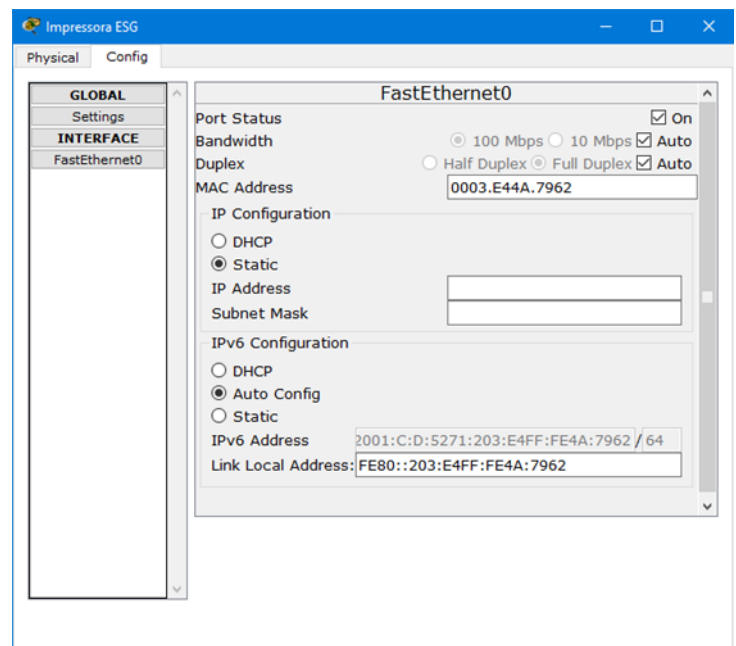 Impressora ESG
Physical Config
GLOBAL
Settings
INTERFACE
FastEthernet0
FastEthernet0
Port Status On
Bandwidth 100 Mbps 10 Mbps Auto
Duplex Half Duplex Full Duplex Auto
MAC Address 0003.E44A.7962
IP Configuration
DHCP
Static
IP Address
Subnet Mask
IPv6 Configuration
DHCP
Auto Config
Static
IPv6 Address 2001:C:D:5271:203:E4FF:FE4A:7962 / 64
Link Local Address: FE80::203:E4FF:FE4A:7962